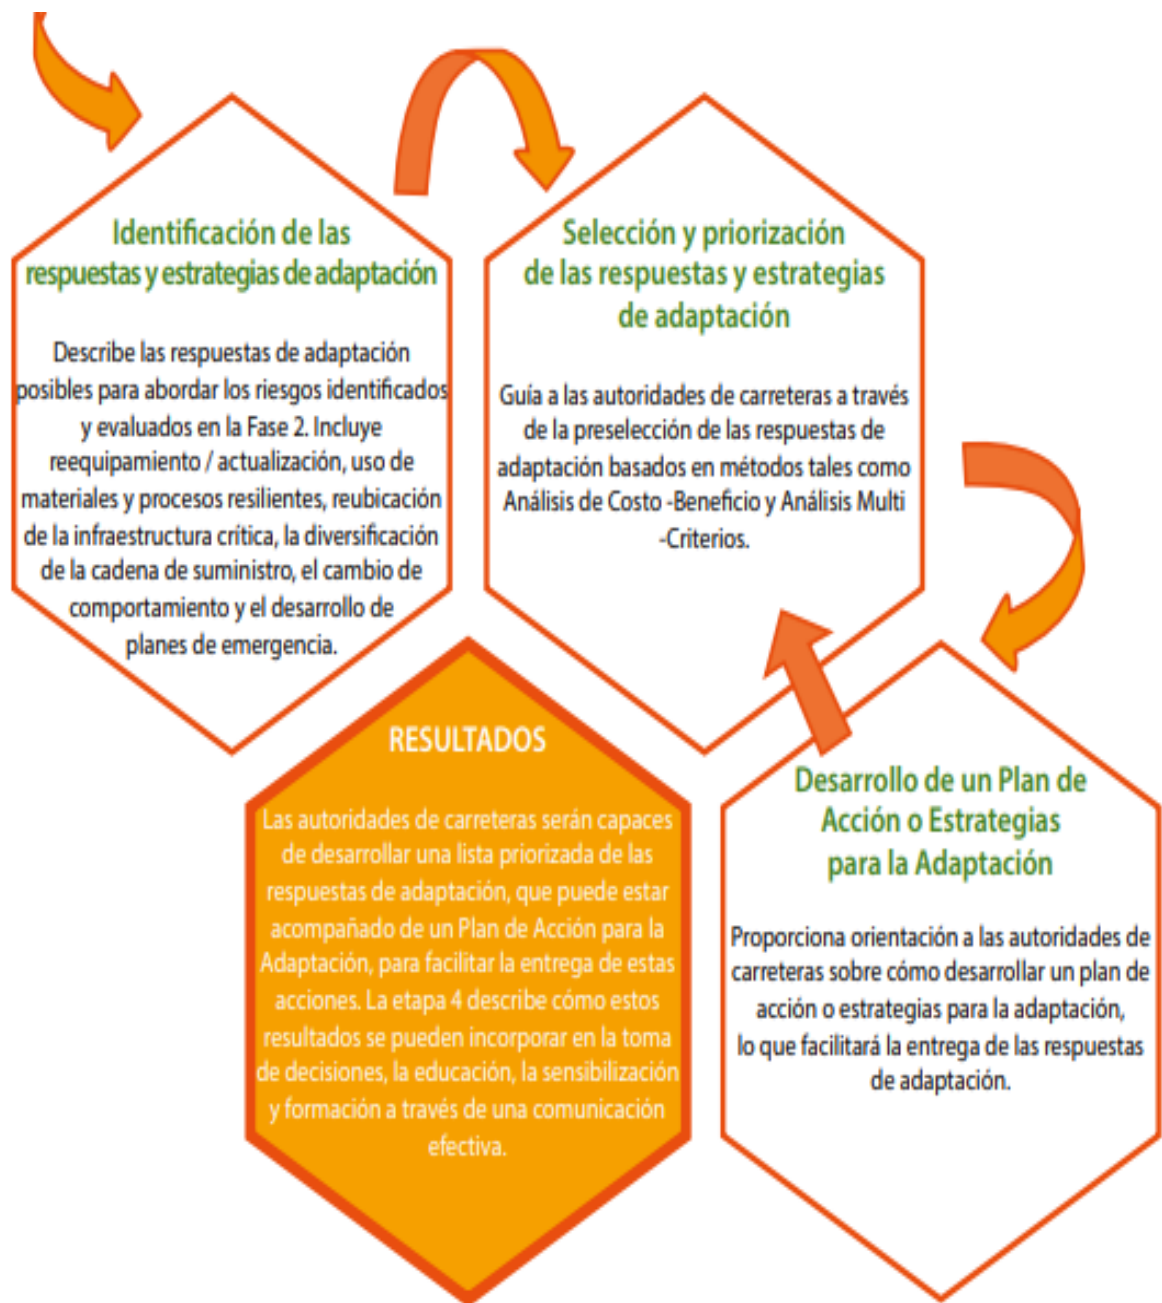 Identificación de las
respuestas y estrategias de adaptación
Describe las respuestas de adaptación
posibles para abordar los riesgos identificados
y evaluados en la Fase 2. Incluye
reequipamiento / actualización, uso de
materiales y procesos resilientes, reubicación
de la infraestructura crítica, la diversificación
de la cadena de suministro, el cambio de
comportamiento y el desarrollo de
planes de emergencia.
Selección y priorización
de las respuestas y estrategias
de adaptación
Guía a las autoridades de carreteras a través
de la preselección de las respuestas de
adaptación basados en métodos tales como
Análisis de Costo -Beneficio y Análisis Multi
-Criterios.
Desarrollo de un Plan de
Acción o Estrategias
para la Adaptación
Proporciona orientación a las autoridades de
carreteras sobre cómo desarrollar un plan de
acción o estrategias para la adaptación,
lo que facilitará la entrega de las respuestas
de adaptación.
RESULTADOS
Las autoridades de carreteras serán capaces
de desarrollar una lista priorizada de las
respuestas de adaptación, que puede estar
acompañado de un Plan de Acción para la
Adaptación, para facilitar la entrega de estas
acciones. La etapa 4 describe cómo estos
resultados se pueden incorporar en la toma
de decisiones, la educación, la sensibilización
y formación a través de una comunicación
efectiva.